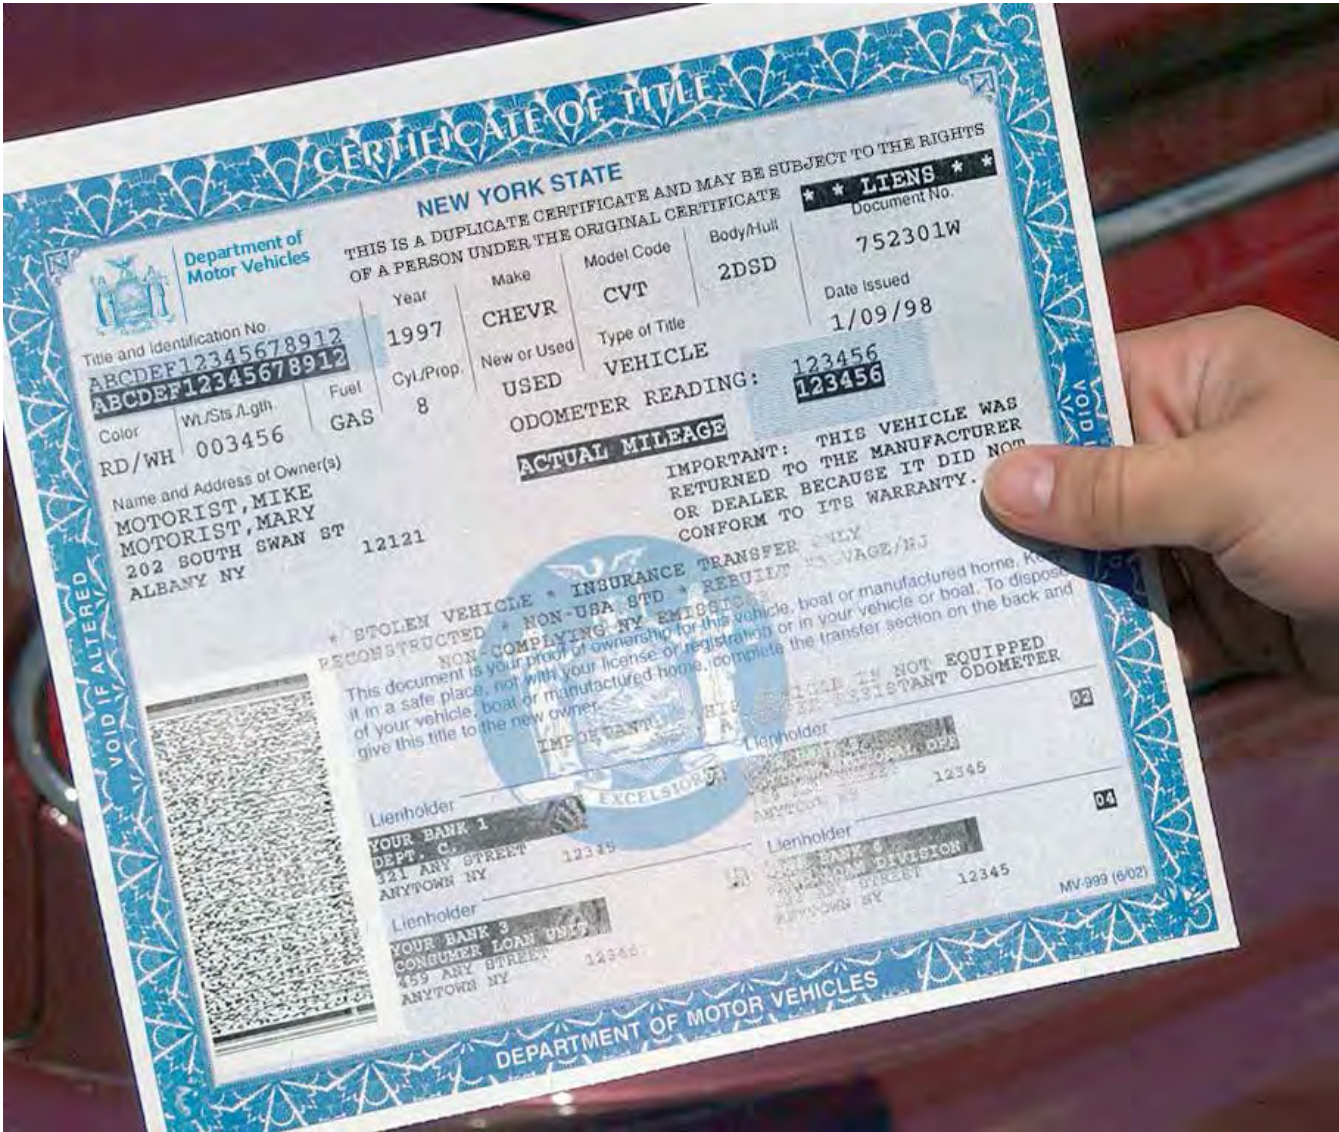 CERTIFICATE OF TITLE
NEW YORK STATE
THIS IS A DUPLICATE CERTIFICATE AND MAY BE SUBJECT TO THE RIGHTS
OF A PERSON UNDER THE ORIGINAL CERTIFICATE
* * LIENS * *
Department of
Motor Vehicles
Title and Identification No.
ABCDEF12345678912
ABCDEF12345678912
Year
1997
Make
CHEVR
Model Code
CVT
Body/Hull
2DSD
Document No.
752301W
Color
RD/WH
Wt./Sts./Lgth.
003456
Fuel
GAS
Cyl./Prop.
8
New or Used
USED
Type of Title
VEHICLE
Date Issued
1/09/98
ODOMETER READING: 123456
123456
ACTUAL MILEAGE
Name and Address of Owner(s)
MOTORIST,MIKE
MOTORIST,MARY
202 SOUTH SWAN ST
ALBANY NY 12121
IMPORTANT: THIS VEHICLE WAS
RETURNED TO THE MANUFACTURER
OR DEALER BECAUSE IT DID NOT
CONFORM TO ITS WARRANTY.
* STOLEN VEHICLE * INSURANCE TRANSFER ONLY
RECONSTRUCTED * NON-USA STD * REBUILT SALVAGE/NJ
NON COMPLYING NY EMISSIONS
This document is your proof of ownership for this vehicle, boat or manufactured home.
it in a safe place, not with your license or registration or in your vehicle or boat. To dispose
of your vehicle, boat or manufactured home, complete the transfer section on the back and
give this title to the new owner.
IMPORTANT: IS NOT EQUIPPED
ODOMETER
Lienholder
YOUR BANK 1
DEPT. C.
321 ANY STREET
ANYTOWN NY 12345
Lienholder
02
12345
EXCELSIOR
Lienholder
YOUR BANK 3
CONSUMER LOAN UNIT
459 ANY STREET
ANYTOWN NY 12345
Lienholder
04
BANK
DIVISION
STREET
ANYTOWN NY 12345
MV-999 (6/02)
DEPARTMENT OF MOTOR VEHICLES
VOID IF ALTERED
VOID